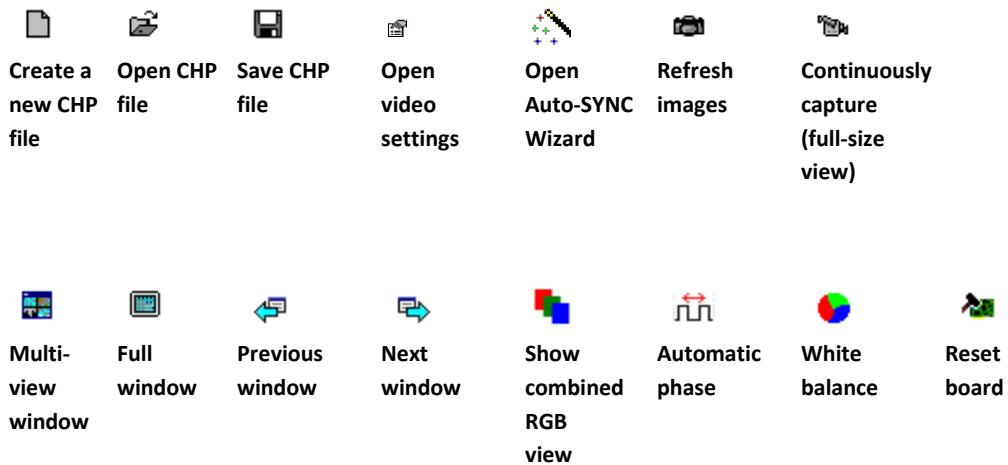 Create a
new CHP
file
Open CHP
file
Save CHP
file
Open
video
settings
Open
Auto-SYNC
Wizard
Refresh
images
Continuously
capture
(full-size
view)
Multi-
view
window
Full
window
Previous
window
Next
window
Show
combined
RGB
view
Automatic
phase
White
balance
Reset
board